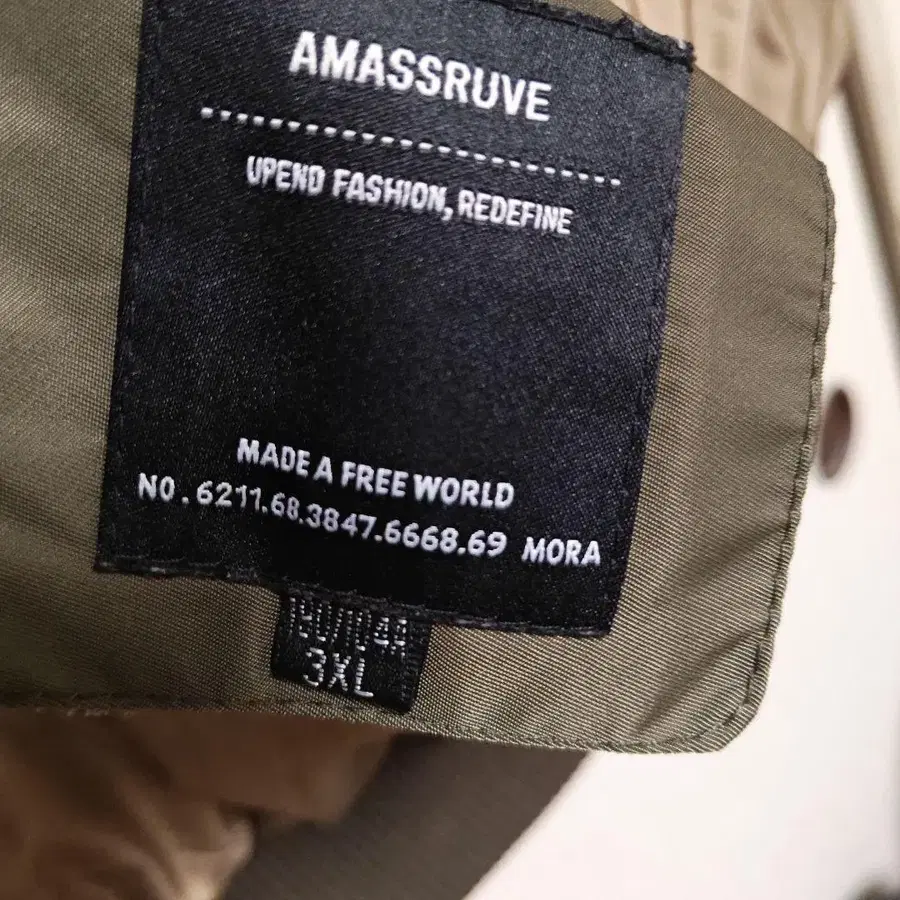 AMASSRUVE
UPEND FASHION, REDEFINE
MADE A FREE WORLD
NO.6211.68.3847.6668.69 MORA
3XL